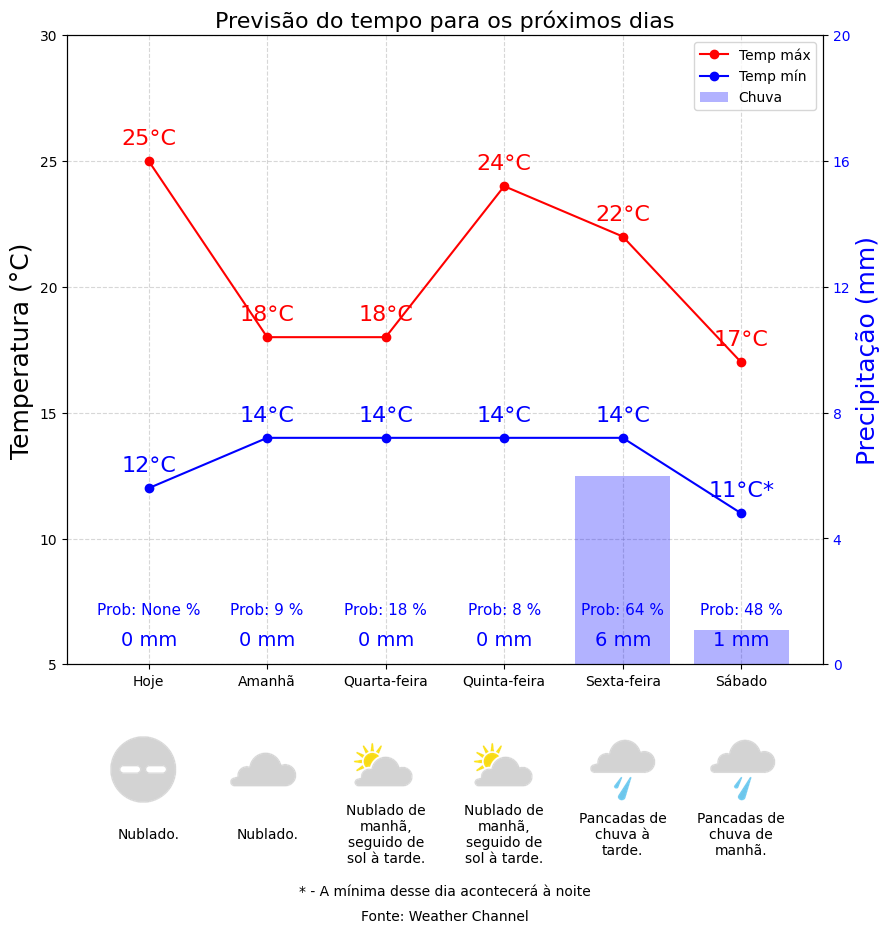 Previsão do tempo para os próximos dias
Temp máx
Temp mín
Chuva
Temperatura (°C)
Precipitação (mm)
30
25
20
15
10
5
20
16
12
8
4
0
25°C
18°C
18°C
24°C
22°C
17°C
12°C
14°C
14°C
14°C
14°C
11°C*
Prob: None %
Prob: 9 %
Prob: 18 %
Prob: 8 %
Prob: 64 %
Prob: 48 %
0 mm
0 mm
0 mm
0 mm
6 mm
1 mm
Hoje
Amanhã
Quarta-feira
Quinta-feira
Sexta-feira
Sábado
Nublado.
Nublado.
Nublado de
manhã,
seguido de
sol à tarde.
Nublado de
manhã,
seguido de
sol à tarde.
Pancadas de
chuva à
tarde.
Pancadas de
chuva de
manhã.
* - A mínima desse dia acontecerá à noite
Fonte: Weather Channel